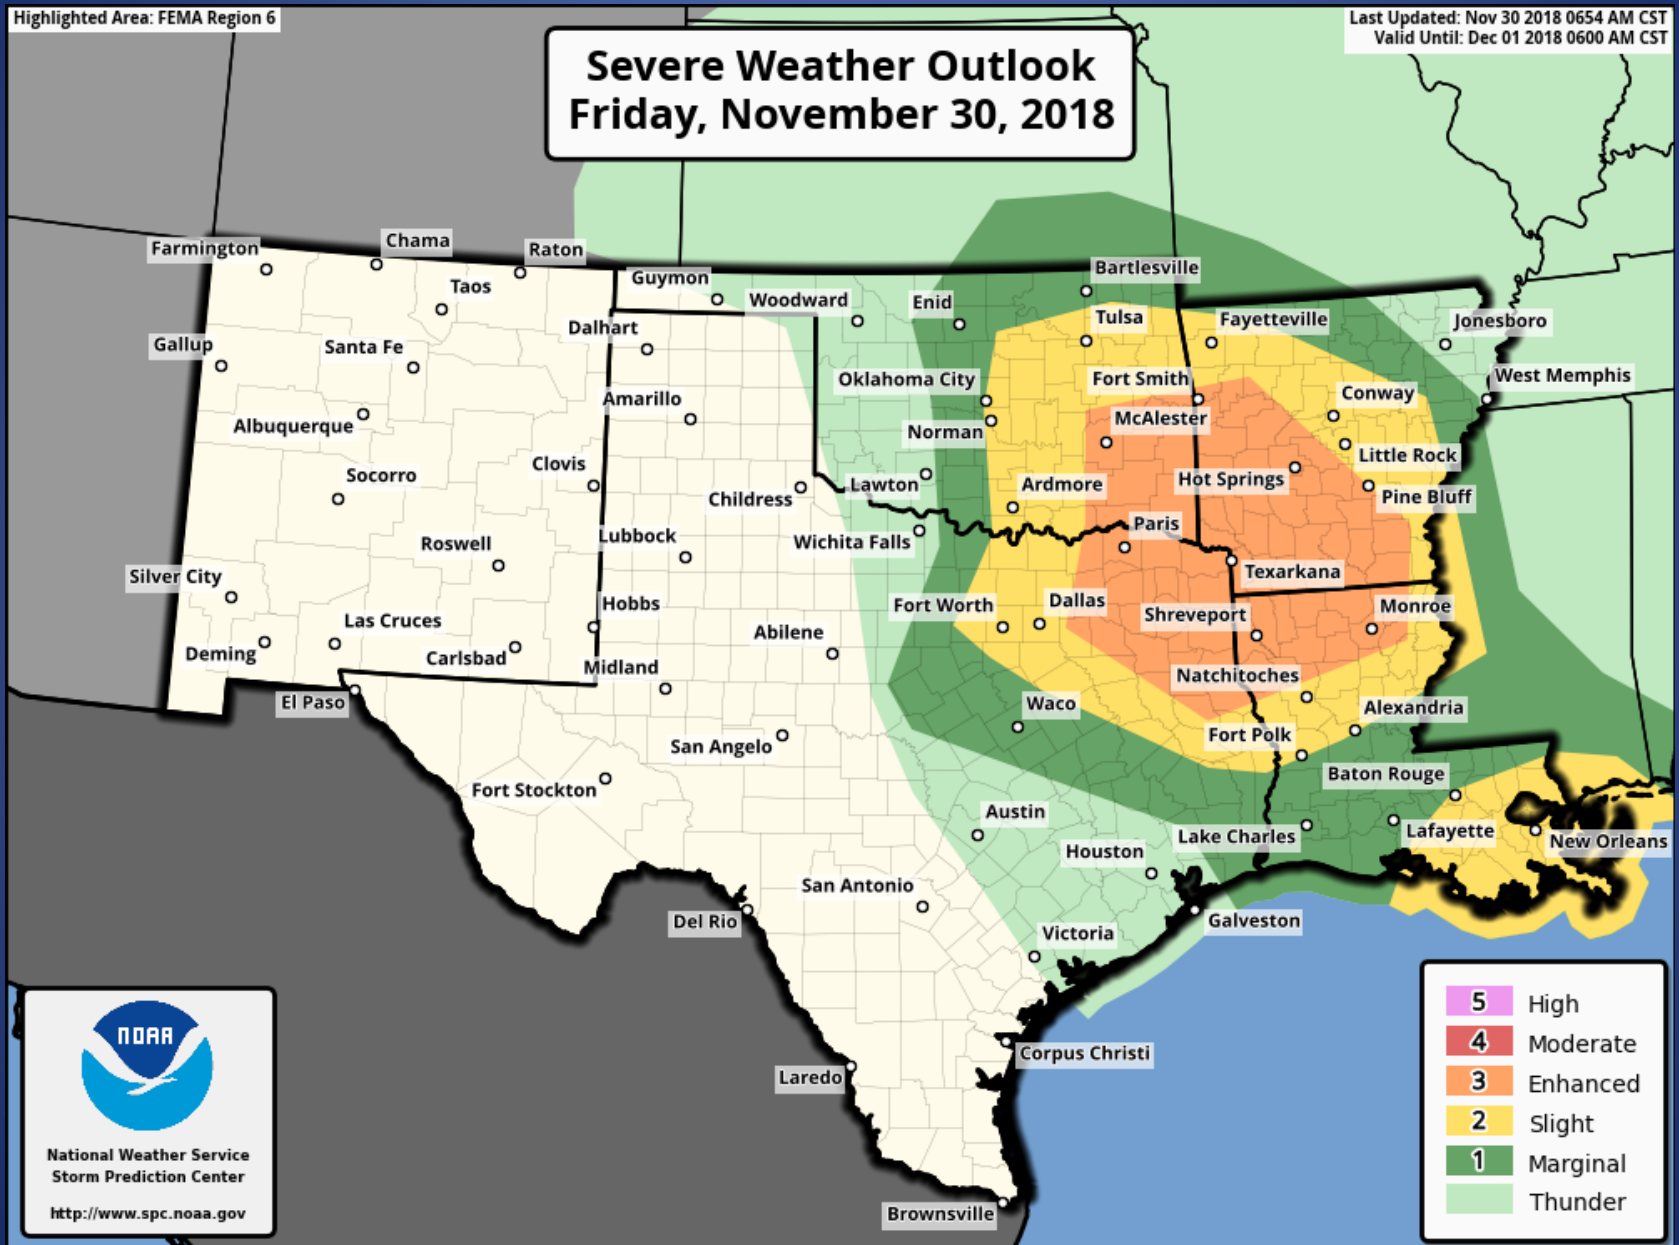 Highlighted Area: FEMA Region 6
Last Updated: Nov 30 2018 0654 AM CST
Valid Until: Dec 01 2018 0600 AM CST
Severe Weather Outlook
Friday, November 30, 2018
Farmington
Chama
Raton
Taos
Guymon
Woodward
Enid
Bartlesville
Tulsa
Fayetteville
Jonesboro
Gallup
Santa Fe
Dalhart
Oklahoma City
Fort Smith
West Memphis
Conway
Albuquerque
Amarillo
Norman
McAlester
Little Rock
Socorro
Clovis
Childress
Lawton
Ardmore
Hot Springs
Pine Bluff
Roswell
Lubbock
Wichita Falls
Paris
Texarkana
Silver City
Las Cruces
Hobbs
Abilene
Fort Worth
Dallas
Shreveport
Monroe
Deming
Carlsbad
Midland
Natchitoches
El Paso
San Angelo
Waco
Fort Polk
Alexandria
Fort Stockton
Austin
Baton Rouge
Houston
Lake Charles
Lafayette
New Orleans
San Antonio
Del Rio
Victoria
Galveston
Corpus Christi
Laredo
Brownsville
NOAA
National Weather Service
Storm Prediction Center
http://www.spc.noaa.gov
5 High
4 Moderate
3 Enhanced
2 Slight
1 Marginal
Thunder